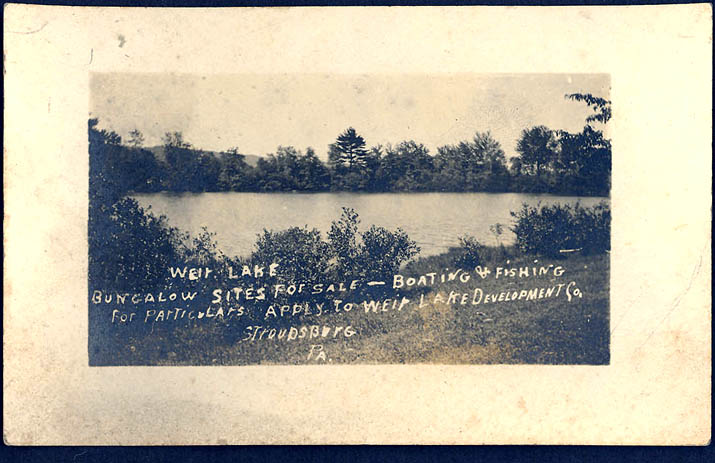 WEIR LAKE
BUNGALOW SITES FOR SALE — BOATING & FISHING
FOR PARTICULARS APPLY TO WEIR LAKE DEVELOPMENT Co.
STROUDSBURG
PA.